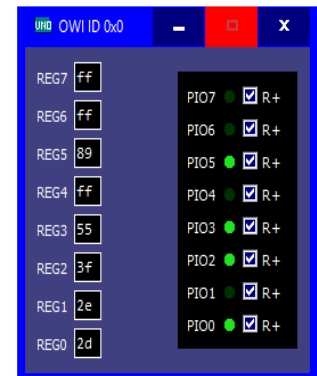 UNO OWI ID 0x0
REG7 ff
REG6 ff
REG5 89
REG4 ff
REG3 55
REG2 3f
REG1 2e
REG0 2d
PIO7 R+
PIO6 R+
PIO5 R+
PIO4 R+
PIO3 R+
PIO2 R+
PIO1 R+
PIO0 R+